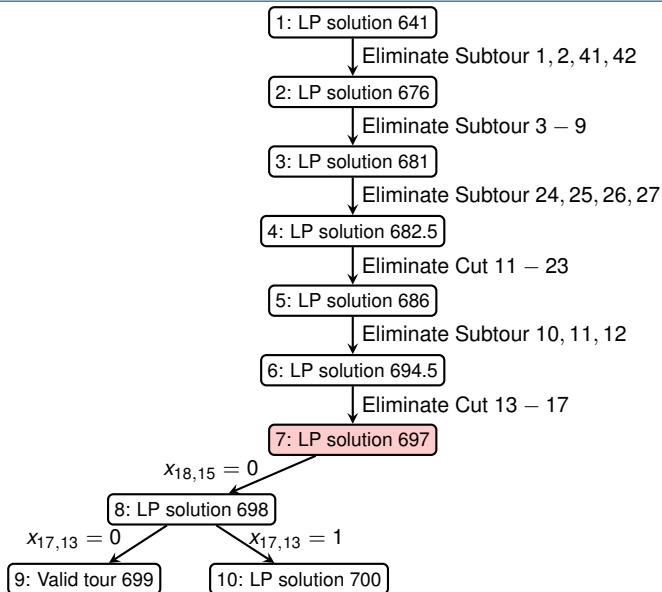 1: LP solution 641
Eliminate Subtour 1, 2, 41, 42
2: LP solution 676
Eliminate Subtour 3 − 9
3: LP solution 681
Eliminate Subtour 24, 25, 26, 27
4: LP solution 682.5
Eliminate Cut 11 − 23
5: LP solution 686
Eliminate Subtour 10, 11, 12
6: LP solution 694.5
Eliminate Cut 13 − 17
7: LP solution 697
x18,15 = 0
8: LP solution 698
x17,13 = 0
x17,13 = 1
9: Valid tour 699
10: LP solution 700